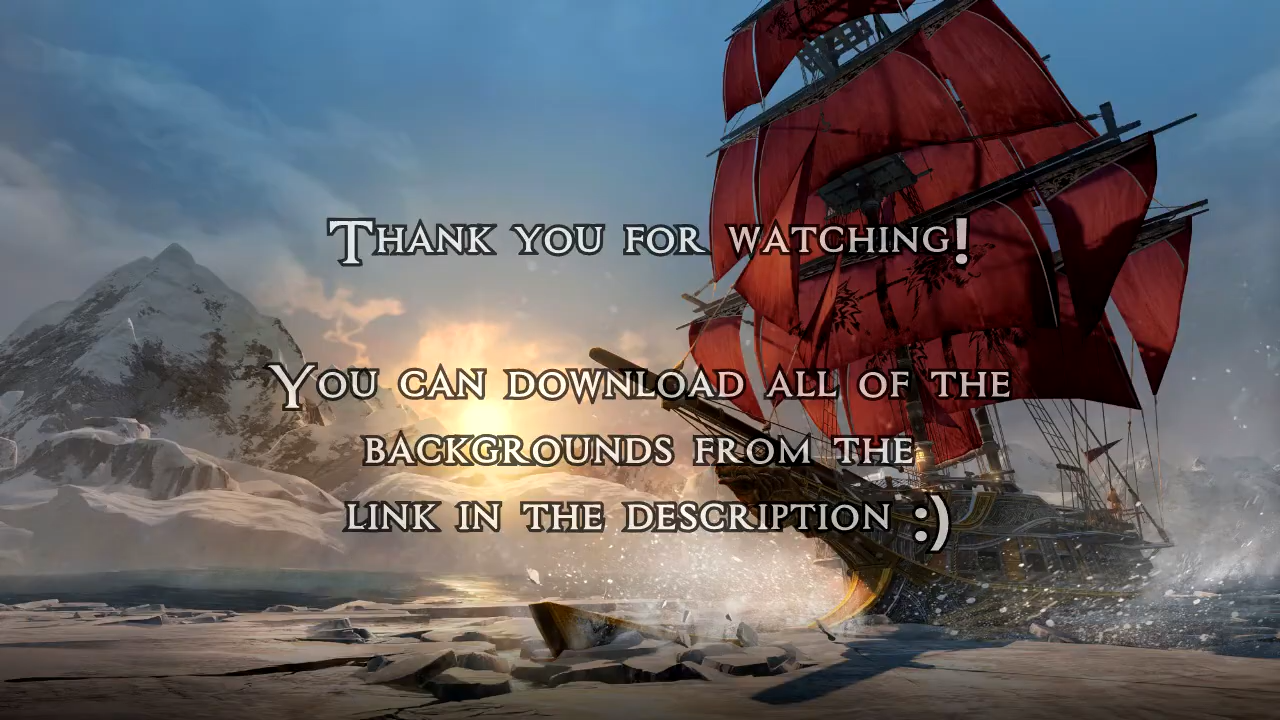 Thank you for watching!
You can download all of the
backgrounds from the
link in the description :)